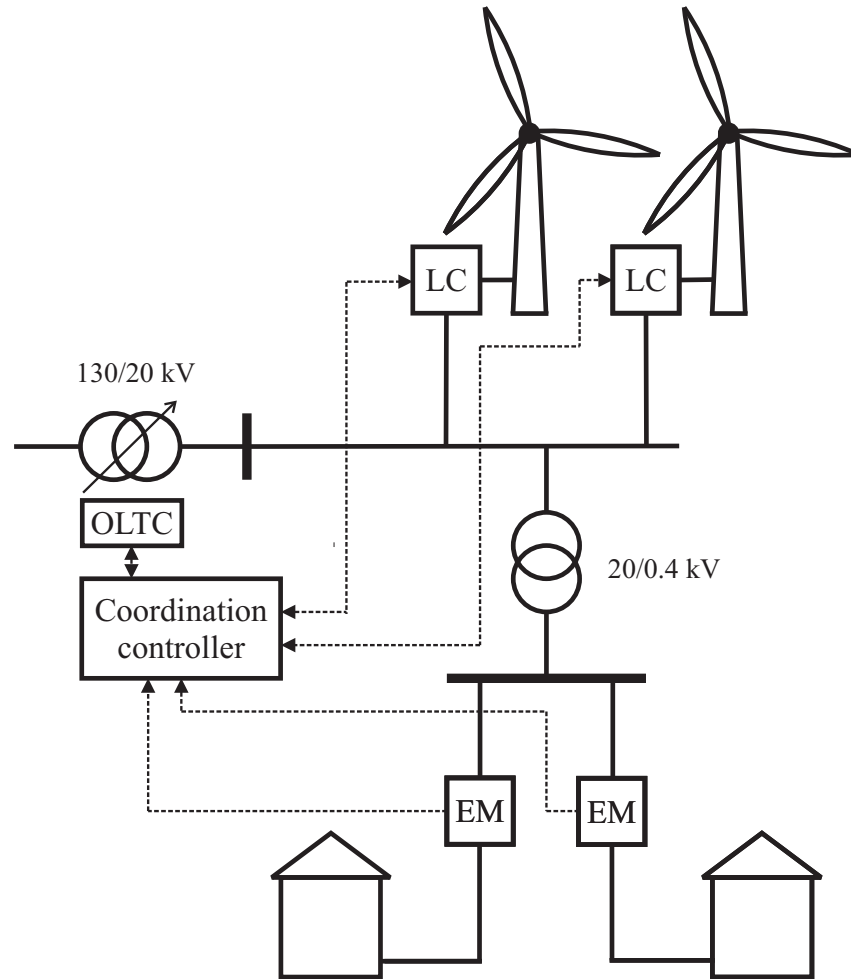 LC
LC
130/20 kV
OLTC
20/0.4 kV
Coordination
controller
EM
EM